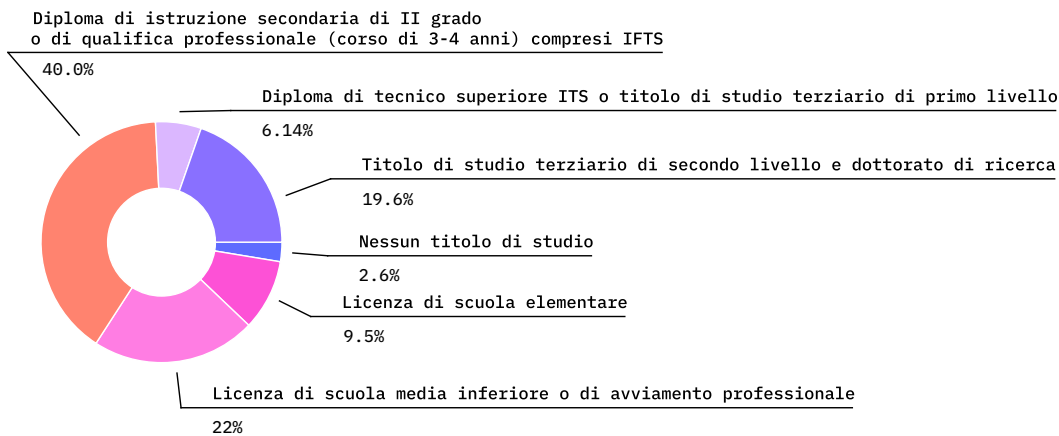 Diploma di istruzione secondaria di II grado
o di qualifica professionale (corso di 3-4 anni) compresi IFTS
40.0%
Diploma di tecnico superiore ITS o titolo di studio terziario di primo livello
6.14%
Titolo di studio terziario di secondo livello e dottorato di ricerca
19.6%
Nessun titolo di studio
2.6%
Licenza di scuola elementare
9.5%
Licenza di scuola media inferiore o di avviamento professionale
22%